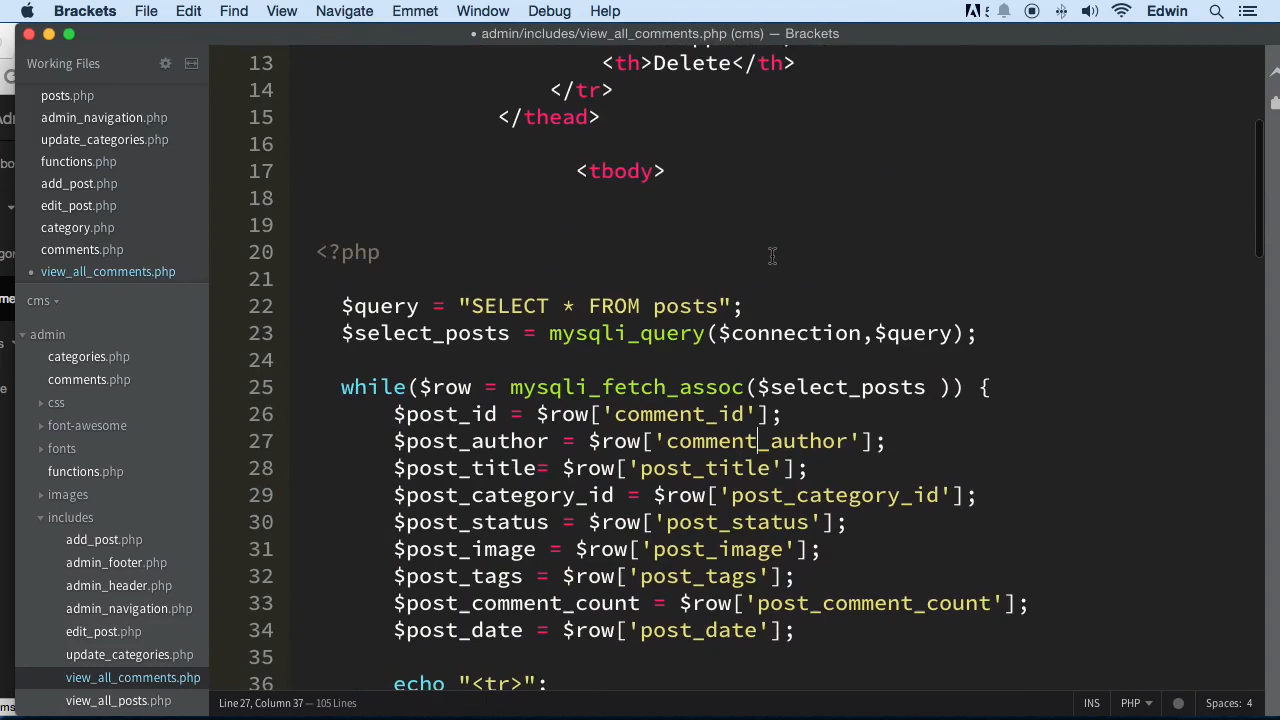 Brackets File Edit Find View Navigate Emmet Window Debug Help Edwin
• admin/includes/view_all_comments.php (cms) — Brackets
Working Files
posts.php
admin_navigation.php
update_categories.php
functions.php
add_post.php
edit_post.php
category.php
comments.php
view_all_comments.php
cms
admin
categories.php
comments.php
css
font-awesome
fonts
functions.php
images
includes
add_post.php
admin_footer.php
admin_header.php
admin_navigation.php
edit_post.php
update_categories.php
view_all_comments.php
view_all_posts.php
13 <th>Delete</th>
14 </tr>
15 </thead>
16
17 <tbody>
18
19
20 <?php
21
22 $query = "SELECT * FROM posts";
23 $select_posts = mysqli_query($connection,$query);
24
25 while($row = mysqli_fetch_assoc($select_posts )) {
26 $post_id = $row['comment_id'];
27 $post_author = $row['comment_author'];
28 $post_title= $row['post_title'];
29 $post_category_id = $row['post_category_id'];
30 $post_status = $row['post_status'];
31 $post_image = $row['post_image'];
32 $post_tags = $row['post_tags'];
33 $post_comment_count = $row['post_comment_count'];
34 $post_date = $row['post_date'];
35
36 echo "<tr>";
Line 27, Column 37 — 105 Lines INS PHP Spaces: 4